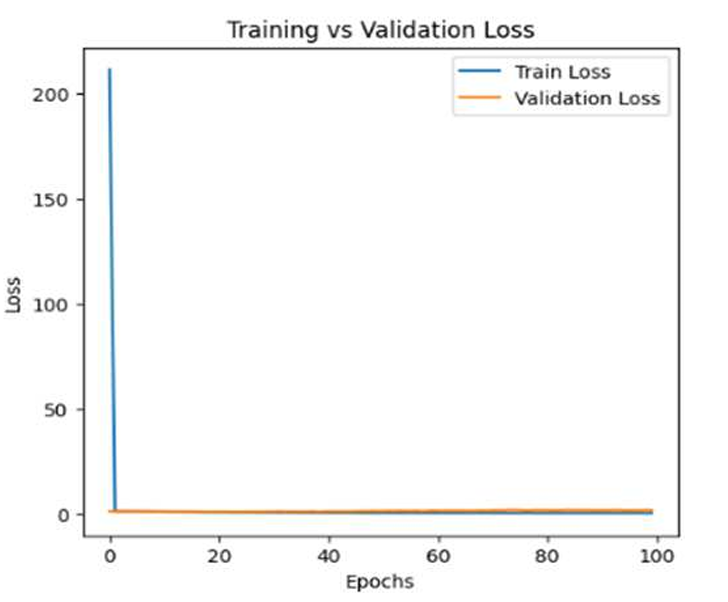 Training vs Validation Loss
Train Loss
Validation Loss
200
150
100
50
0
Loss
0 20 40 60 80 100
Epochs